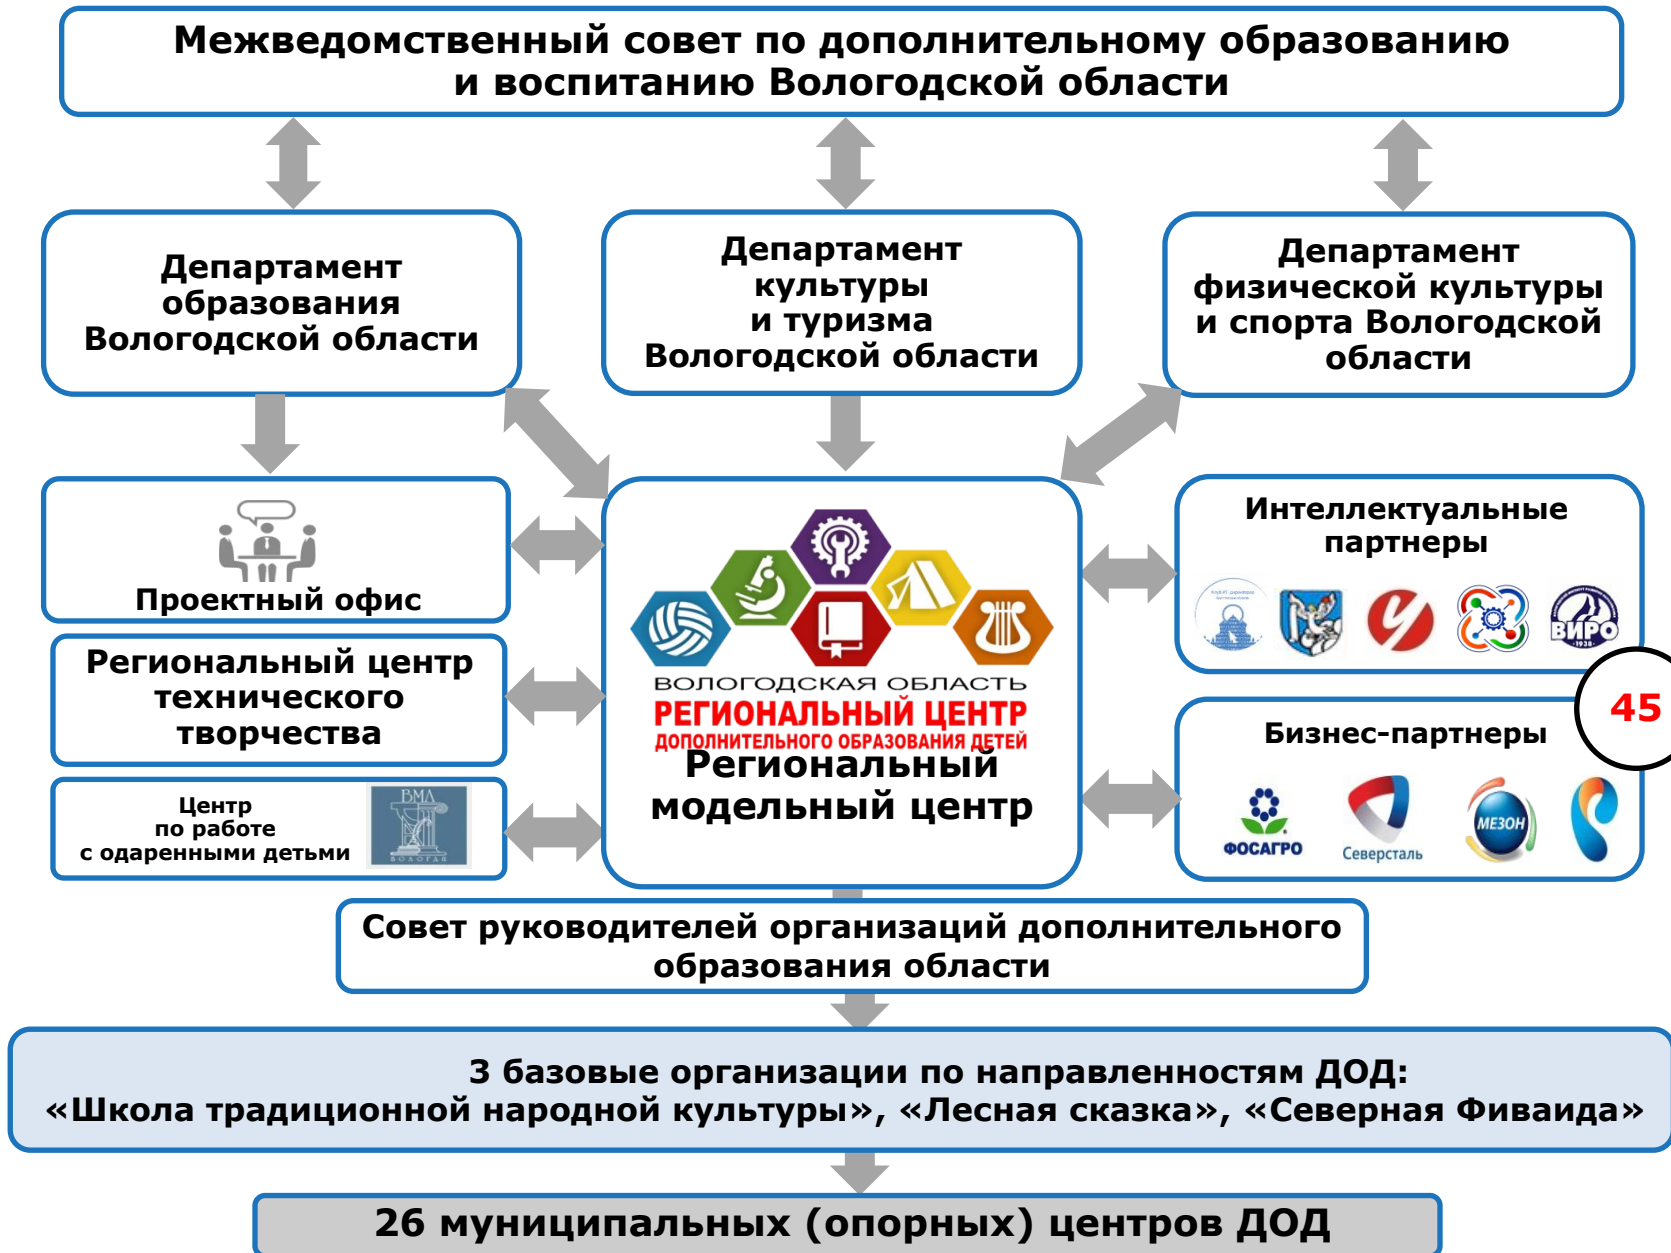 Межведомственный совет по дополнительному образованию
и воспитанию Вологодской области
Департамент
образования
Вологодской области
Департамент
культуры
и туризма
Вологодской области
Департамент
физической культуры
и спорта Вологодской
области
Проектный офис
Региональный центр
технического
творчества
Центр
по работе
с одаренными детьми
ВМЛ
ВОЛОГДА
ВОЛОГОДСКАЯ ОБЛАСТЬ
РЕГИОНАЛЬНЫЙ ЦЕНТР
ДОПОЛНИТЕЛЬНОГО ОБРАЗОВАНИЯ ДЕТЕЙ
Региональный
модельный центр
Интеллектуальные
партнеры
ВИРО
1938
45
Бизнес-партнеры
ФОСАГРО
Северсталь
МЕЗОН
Совет руководителей организаций дополнительного
образования области
3 базовые организации по направленностям ДОД:
«Школа традиционной народной культуры», «Лесная сказка», «Северная Фиваида»
26 муниципальных (опорных) центров ДОД